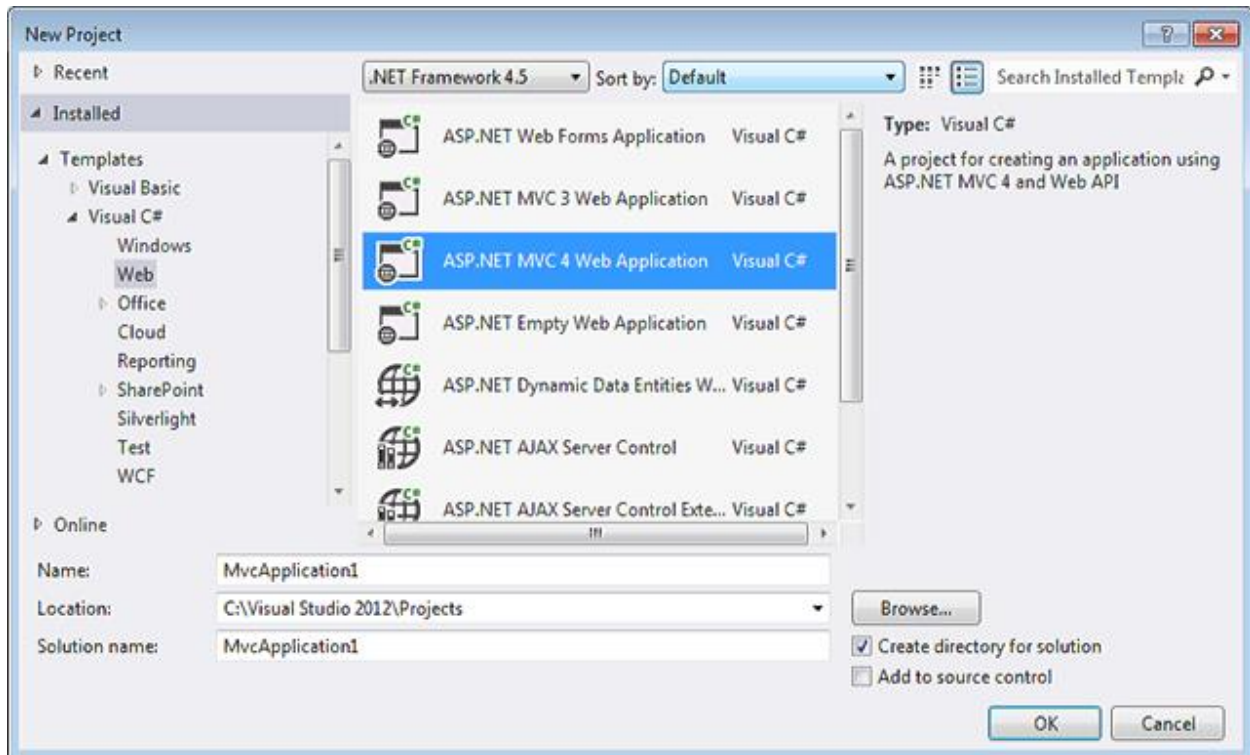 New Project
Recent
.NET Framework 4.5
Sort by: Default
Search Installed Templa
Installed
Templates
Visual Basic
Visual C#
Windows
Web
Office
Cloud
Reporting
SharePoint
Silverlight
Test
WCF
Online
ASP.NET Web Forms Application Visual C#
ASP.NET MVC 3 Web Application Visual C#
ASP.NET MVC 4 Web Application Visual C#
ASP.NET Empty Web Application Visual C#
ASP.NET Dynamic Data Entities W... Visual C#
ASP.NET AJAX Server Control Visual C#
ASP.NET AJAX Server Control Exte... Visual C#
Type: Visual C#
A project for creating an application using
ASP.NET MVC 4 and Web API
Name: MvcApplication1
Location: C:\Visual Studio 2012\Projects
Browse...
Solution name: MvcApplication1
Create directory for solution
Add to source control
OK
Cancel